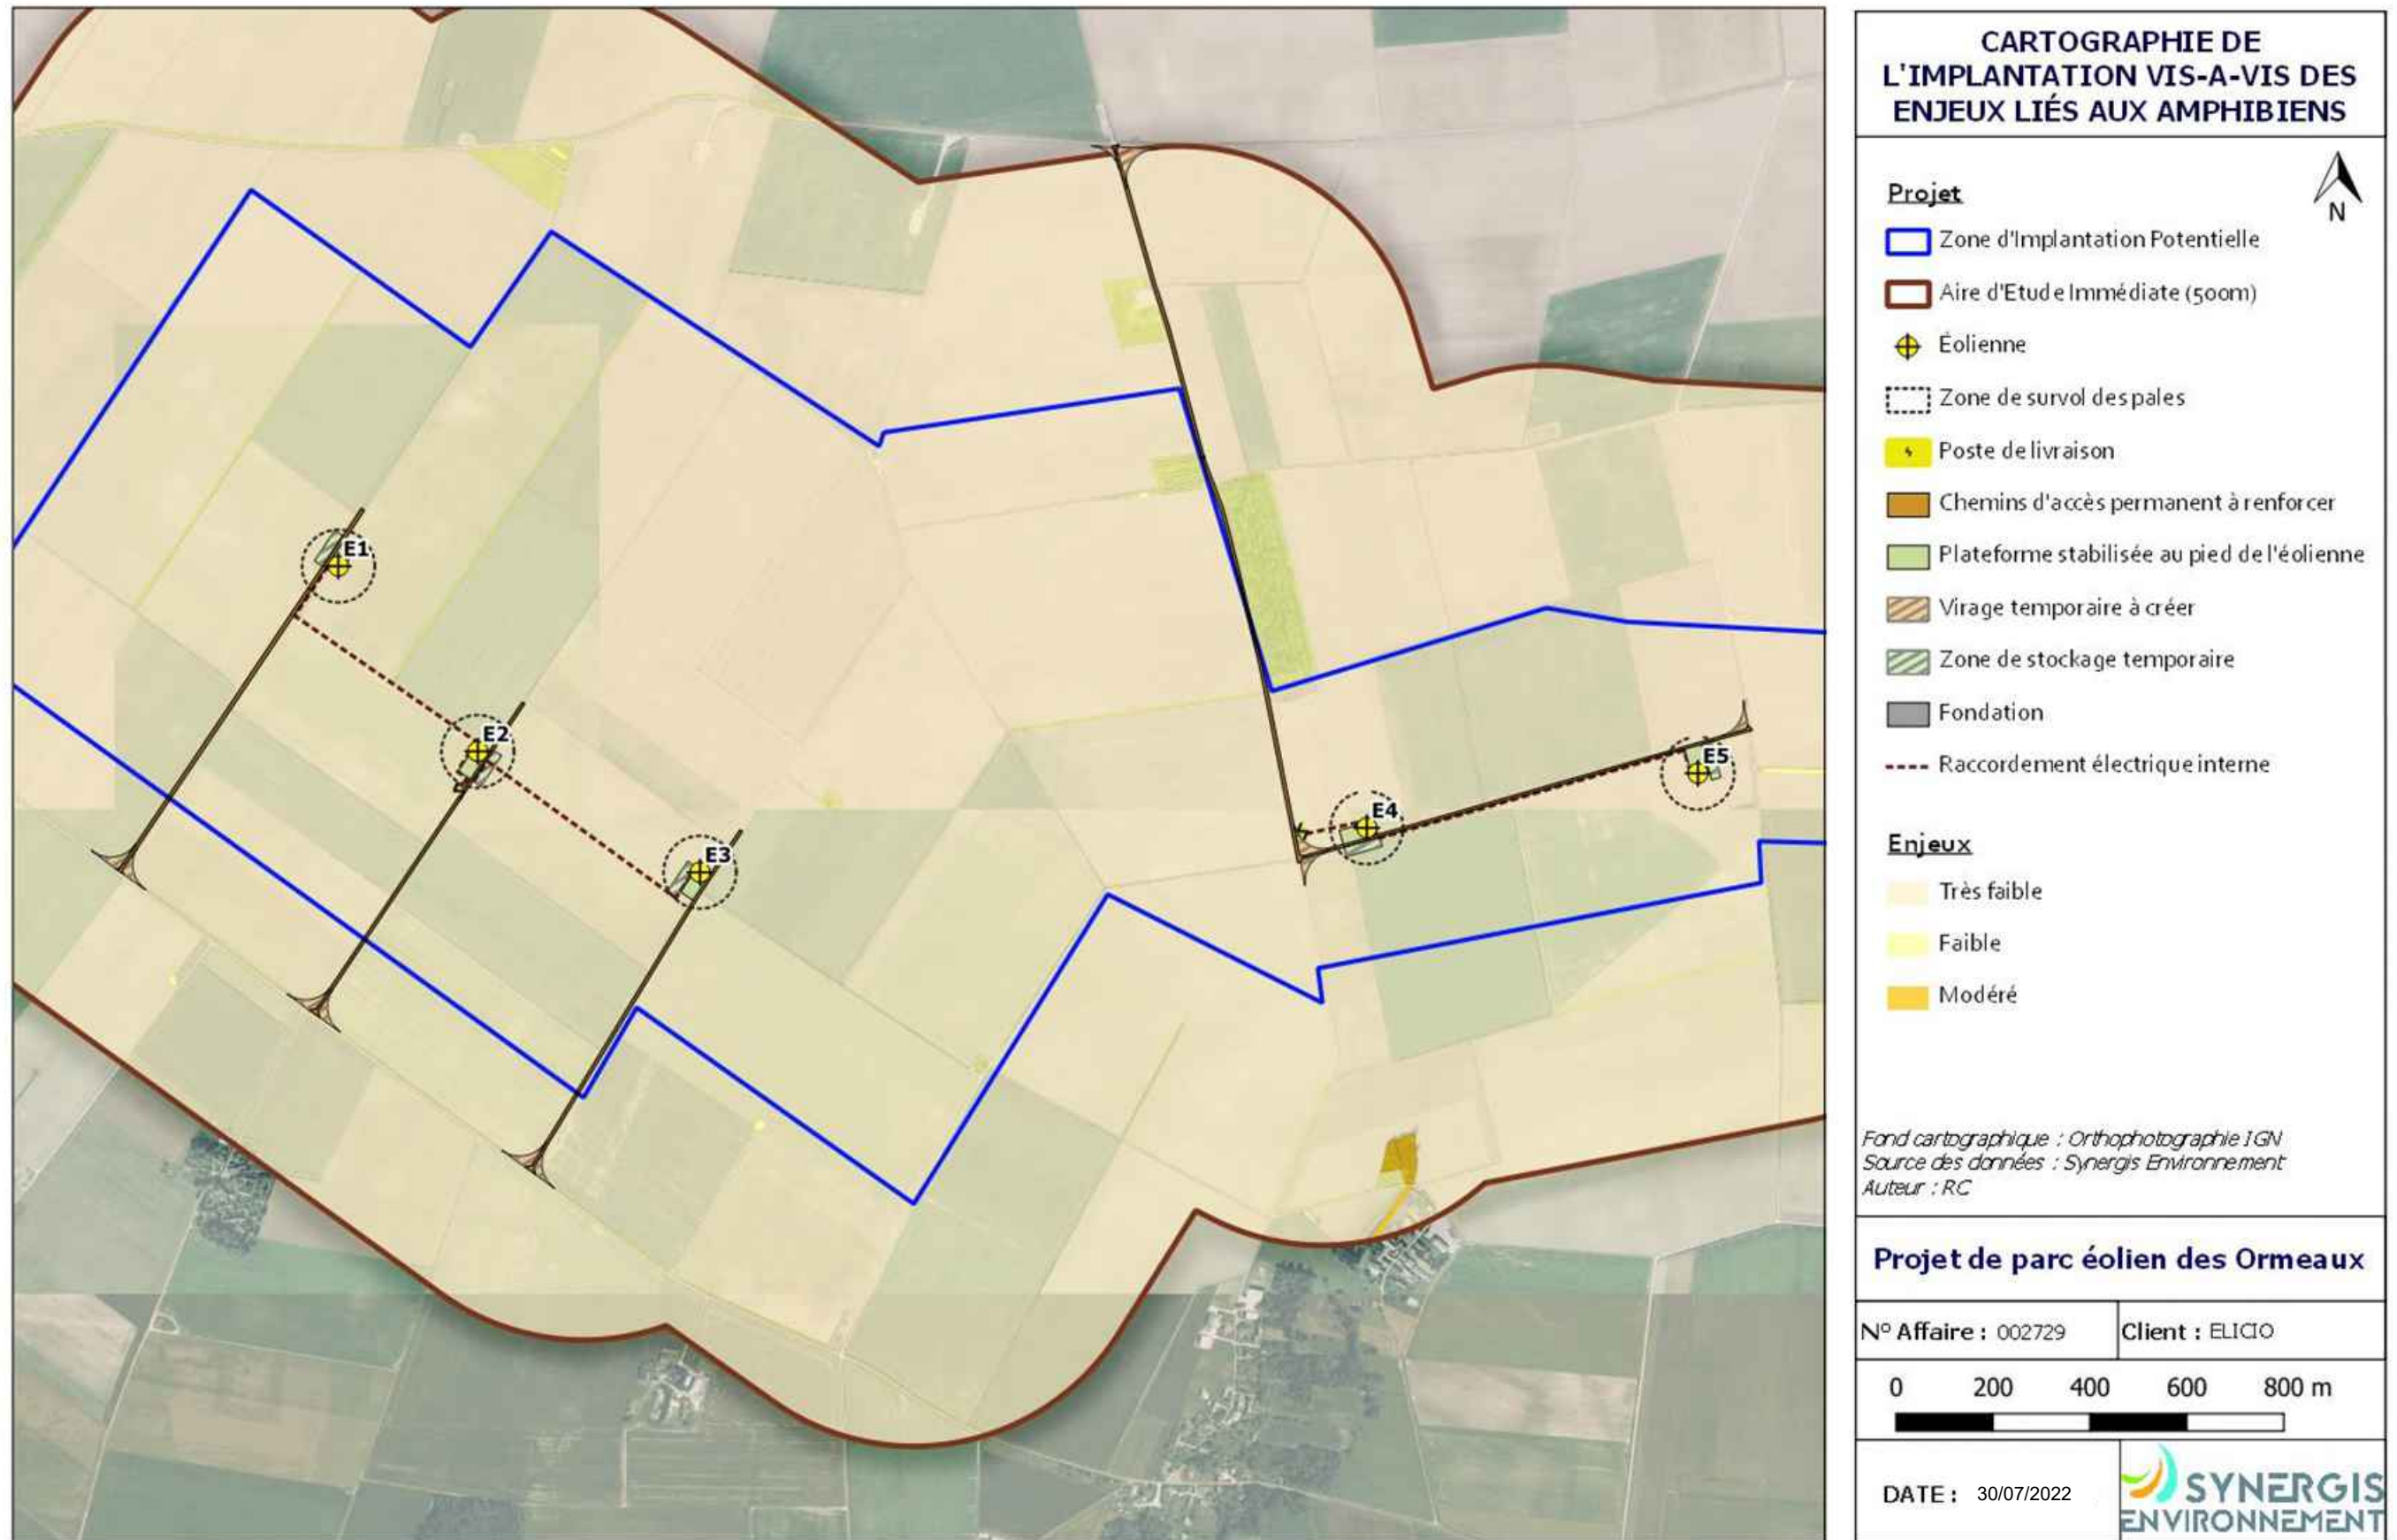 CARTOGRAPHIE DE
L'IMPLANTATION VIS-A-VIS DES
ENJEUX LIÉS AUX AMPHIBIENS
Projet
N
Zone d'Implantation Potentielle
Aire d'Etude Immédiate (500m)
Éolienne
Zone de survol des pales
Poste de livraison
Chemins d'accès permanent à renforcer
Plateforme stabilisée au pied de l'éolienne
Virage temporaire à créer
Zone de stockage temporaire
Fondation
Raccordement électrique interne
Enjeux
Très faible
Faible
Modéré
Fond cartographique : Orthophotographie IGN
Source des données : Synergis Environnement
Auteur : RC
Projet de parc éolien des Ormeaux
N° Affaire : 002729
Client : ELICIO
0 200 400 600 800 m
DATE : 30/07/2022
SYNERGIS
ENVIRONNEMENT
E1
E2
E3
E4
E5